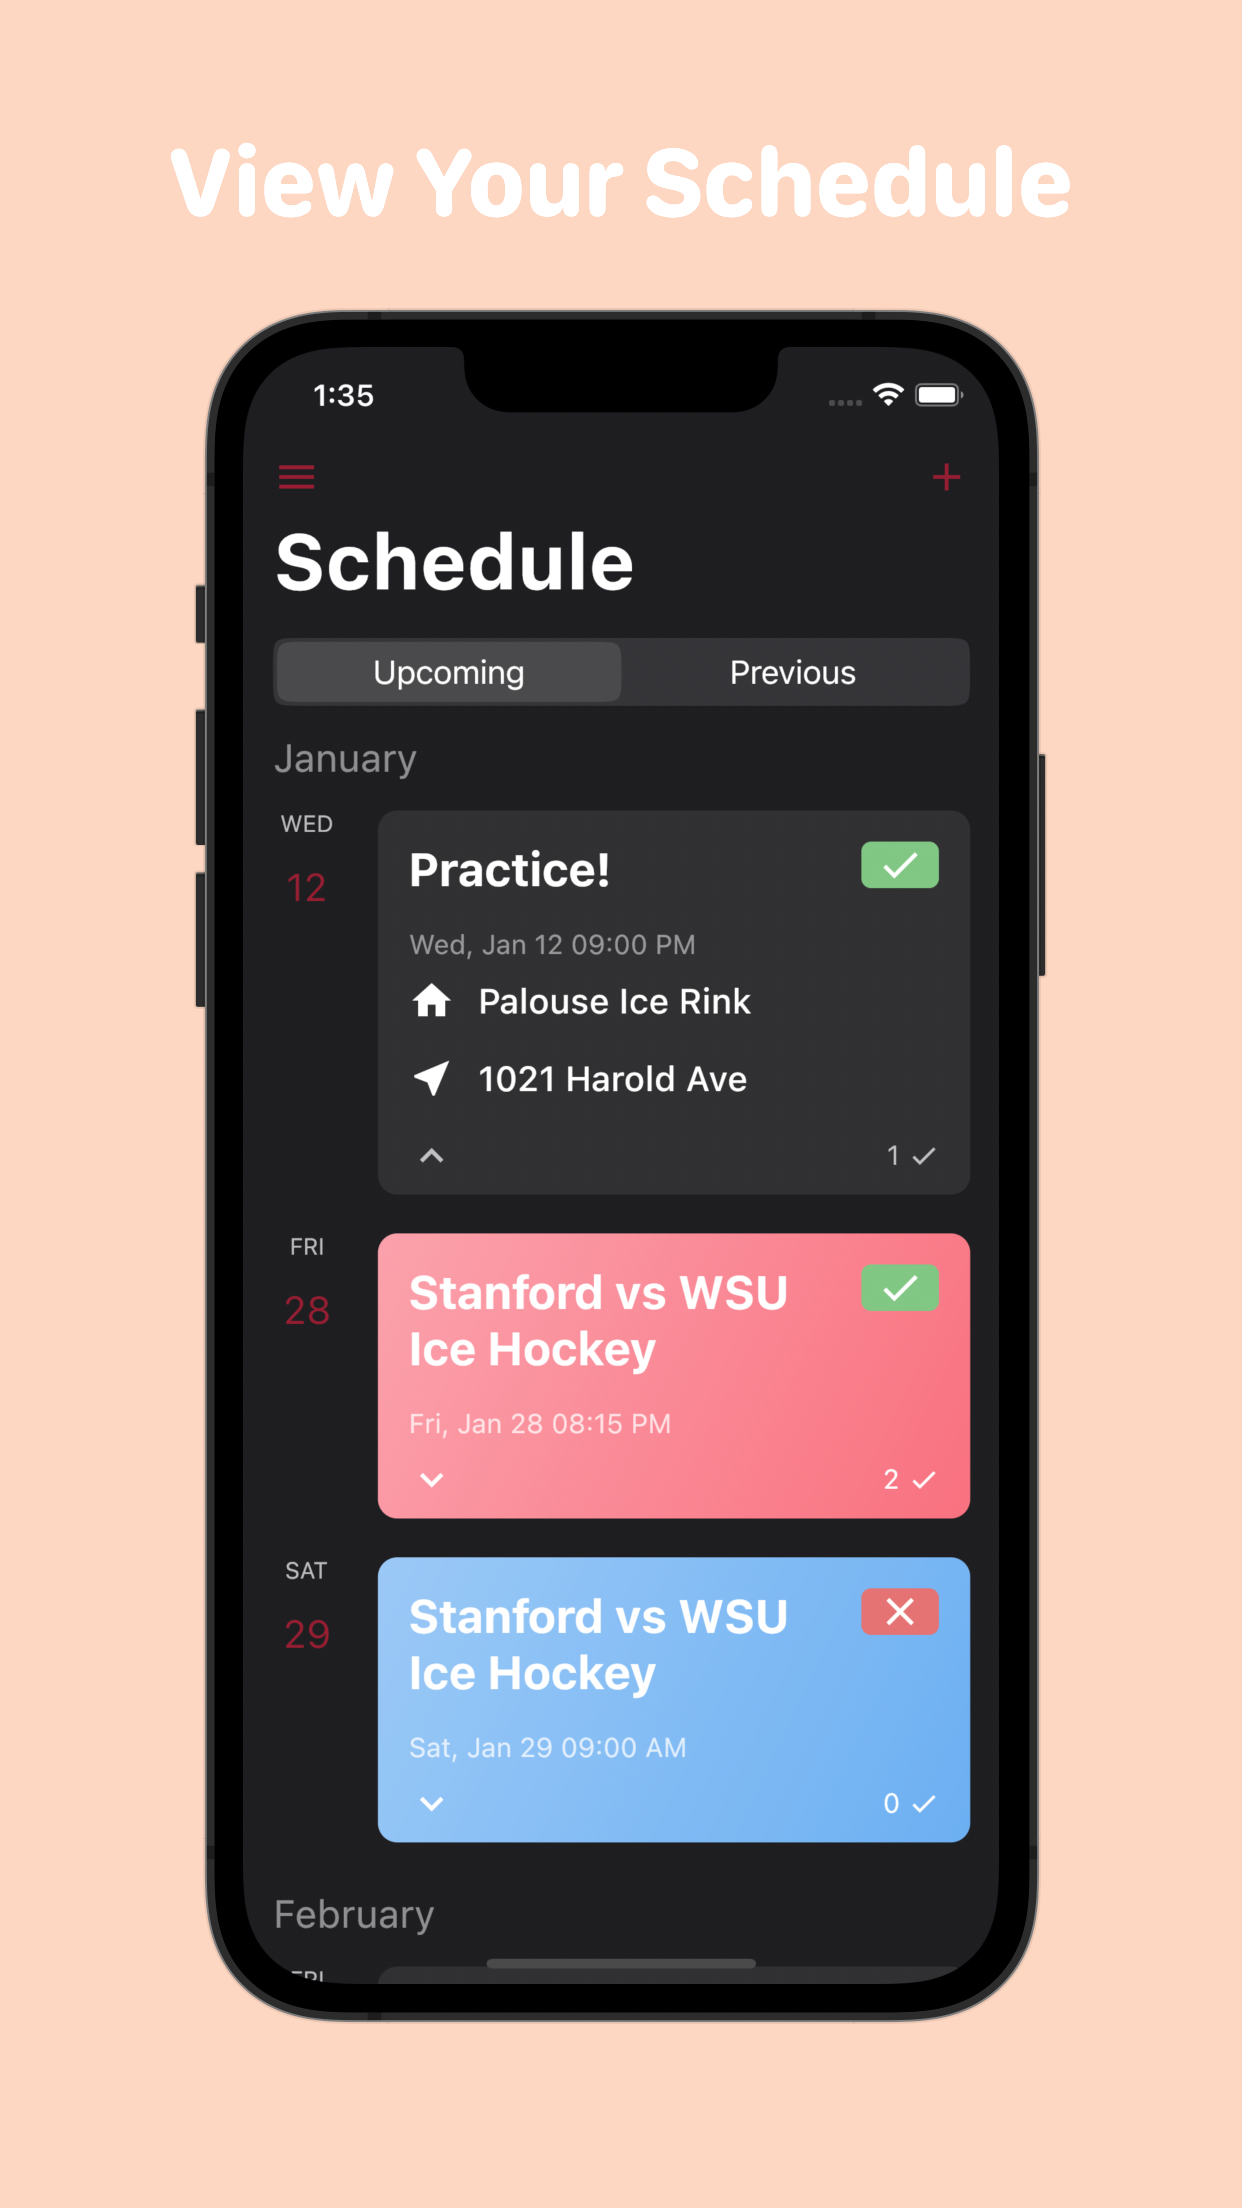 View Your Schedule
1:35
Schedule
Upcoming
Previous
January
WED
12
Practice!
Wed, Jan 12 09:00 PM
Palouse Ice Rink
1021 Harold Ave
1
FRI
28
Stanford vs WSU
Ice Hockey
Fri, Jan 28 08:15 PM
2
SAT
29
Stanford vs WSU
Ice Hockey
Sat, Jan 29 09:00 AM
0
February
FRI